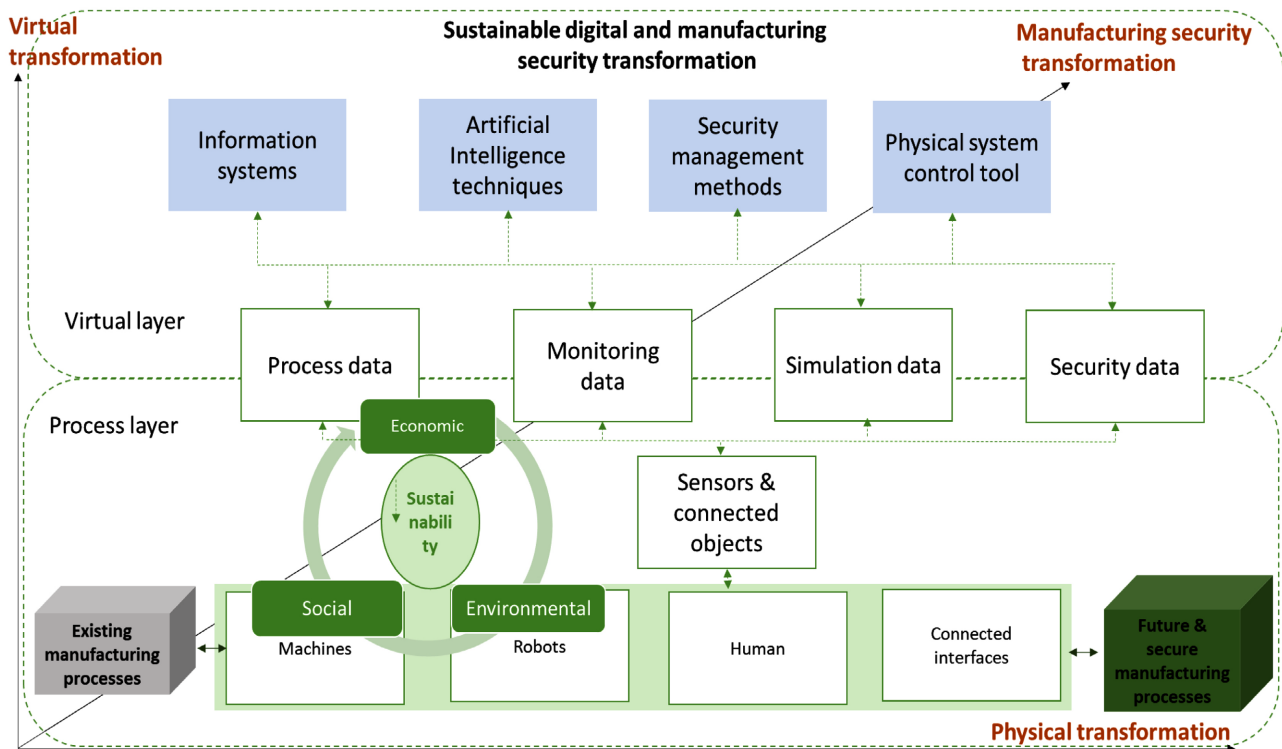 Virtual
transformation
Sustainable digital and manufacturing
security transformation
Manufacturing security
transformation
Information
systems
Artificial
Intelligence
techniques
Security
management
methods
Physical system
control tool
Virtual layer
Process data
Monitoring
data
Simulation data
Security data
Process layer
Economic
Sustai
nabili
ty
Sensors &
connected
objects
Social
Environmental
Existing
manufacturing
processes
Machines
Robots
Human
Connected
interfaces
Future &
secure
manufacturing
processes
Physical transformation